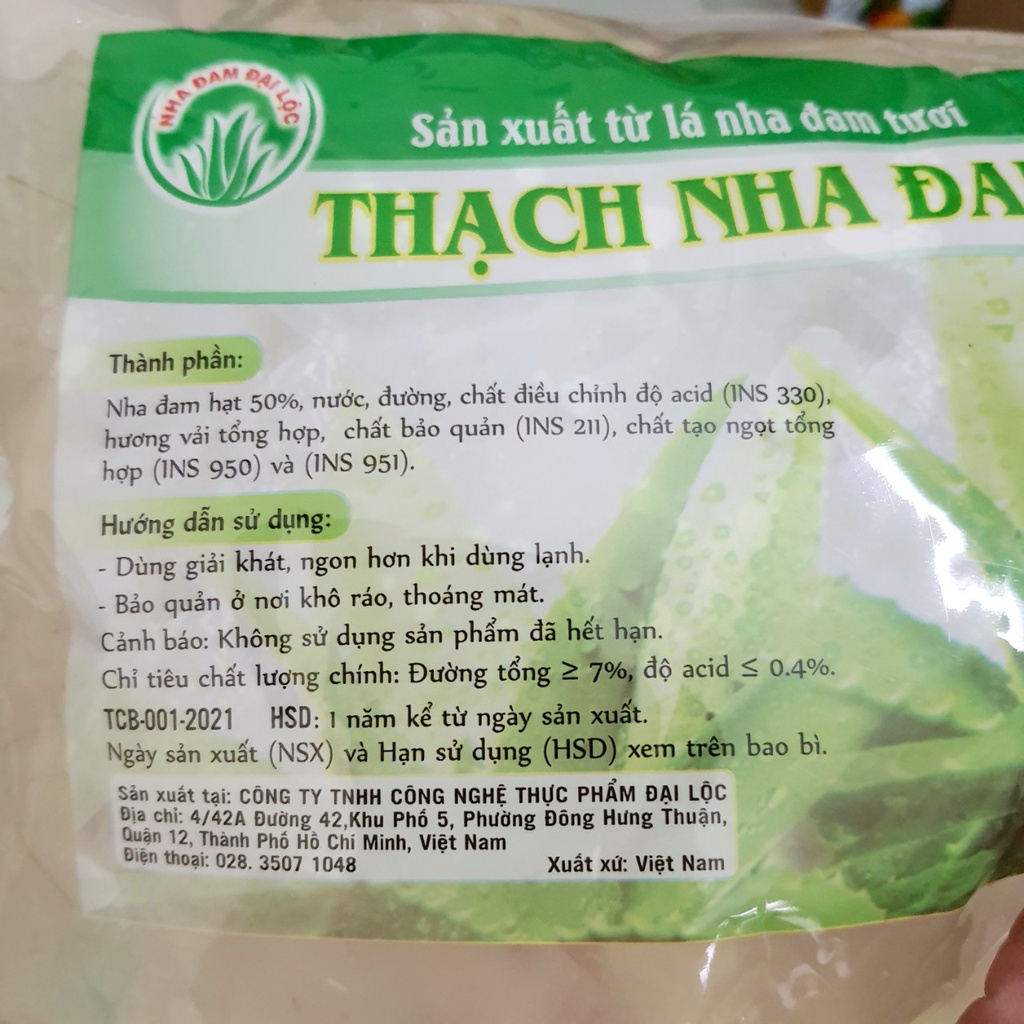 NHA ĐAM ĐẠI LỘC
Sản xuất từ lá nha đam tươi
THẠCH NHA
Thành phần:
Nha đam hạt 50%, nước, đường, chất điều chỉnh độ acid (INS 330),
hương vải tổng hợp, chất bảo quản (INS 211), chất tạo ngọt tổng
hợp (INS 950) và (INS 951).
Hướng dẫn sử dụng:
- Dùng giải khát, ngon hơn khi dùng lạnh.
- Bảo quản ở nơi khô ráo, thoáng mát.
Cảnh báo: Không sử dụng sản phẩm đã hết hạn.
Chỉ tiêu chất lượng chính: Đường tổng ≥ 7%, độ acid ≤ 0.4%.
TCB-001-2021 HSD: 1 năm kể từ ngày sản xuất.
Ngày sản xuất (NSX) và Hạn sử dụng (HSD) xem trên bao bì.
Sản xuất tại: CÔNG TY TNHH CÔNG NGHỆ THỰC PHẨM ĐẠI LỘC
Địa chỉ: 4/42A Đường 42,Khu Phố 5, Phường Đông Hưng Thuận,
Quận 12, Thành Phố Hồ Chí Minh, Việt Nam
Điện thoại: 028. 3507 1048 Xuất xứ: Việt Nam